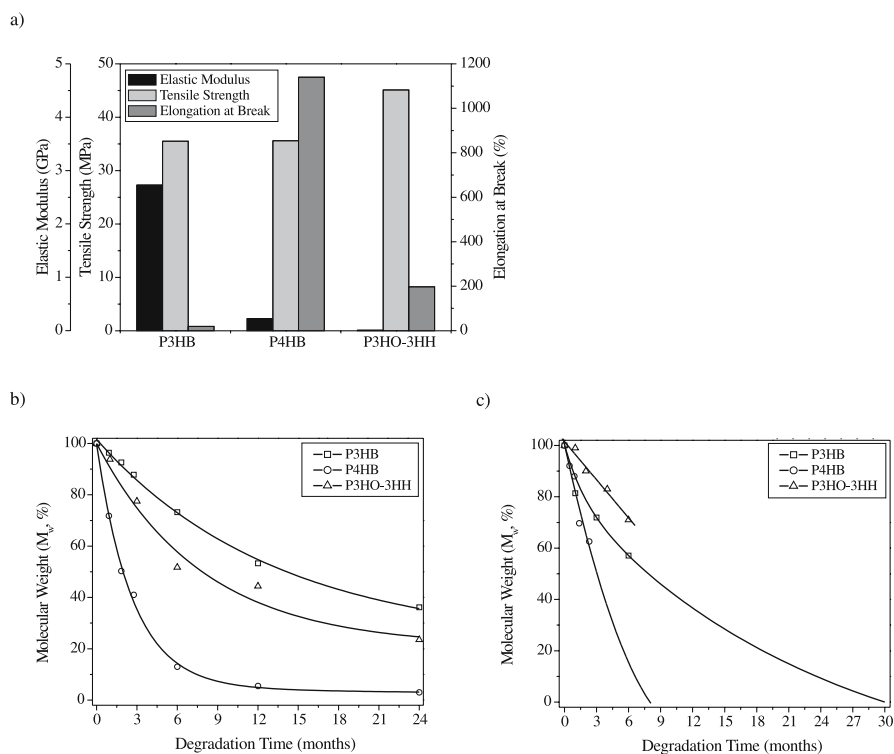 a)
Elastic Modulus
Tensile Strength
Elongation at Break
Elastic Modulus (GPa)
5
4
3
2
1
0
Tensile Strength (MPa)
50
40
30
20
10
0
Elongation at Break (%)
1200
1000
800
600
400
200
0
P3HB P4HB P3HO-3HH
b)
P3HB
P4HB
P3HO-3HH
Molecular Weight (Mw, %)
100
80
60
40
20
0
0 3 6 9 12 15 18 21 24
Degradation Time (months)
c)
P3HB
P4HB
P3HO-3HH
Molecular Weight (Mw, %)
100
80
60
40
20
0
0 3 6 9 12 15 18 21 24 27 30
Degradation Time (months)